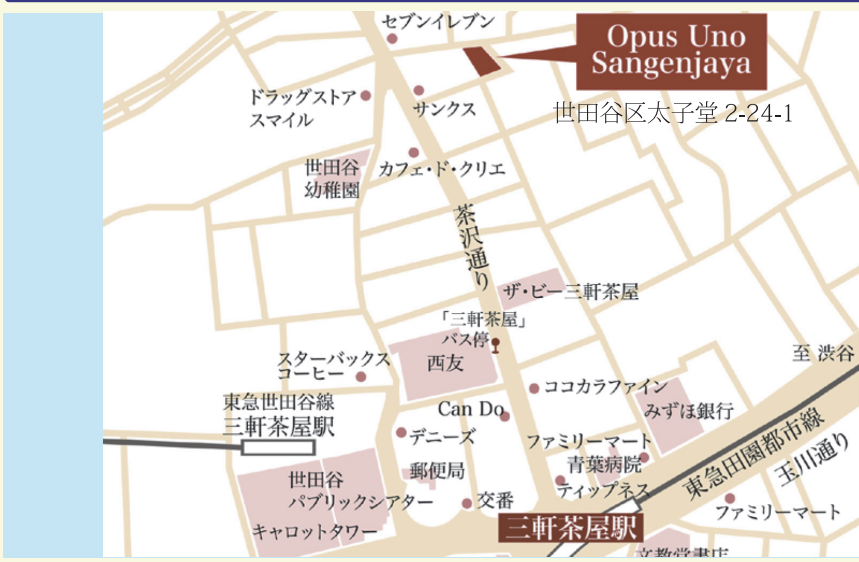 セブンイレブン
Opus Uno
Sangenjaya
世田谷区太子堂 2-24-1
ドラッグストア
スマイル
サンクス
世田谷
幼稚園
カフェ・ド・クリエ
茶沢通り
ザ・ビー三軒茶屋
「三軒茶屋」
バス停
西友
至 渋谷
スターバックス
コーヒー
ココカラファイン
みずほ銀行
東急世田谷線
三軒茶屋駅
Can Do
デニーズ
ファミリーマート
青葉病院
ティップネス
郵便局
交番
東急田園都市線
玉川通り
世田谷
パブリックシアター
キャロットタワー
三軒茶屋駅
ファミリーマート
文教堂書店